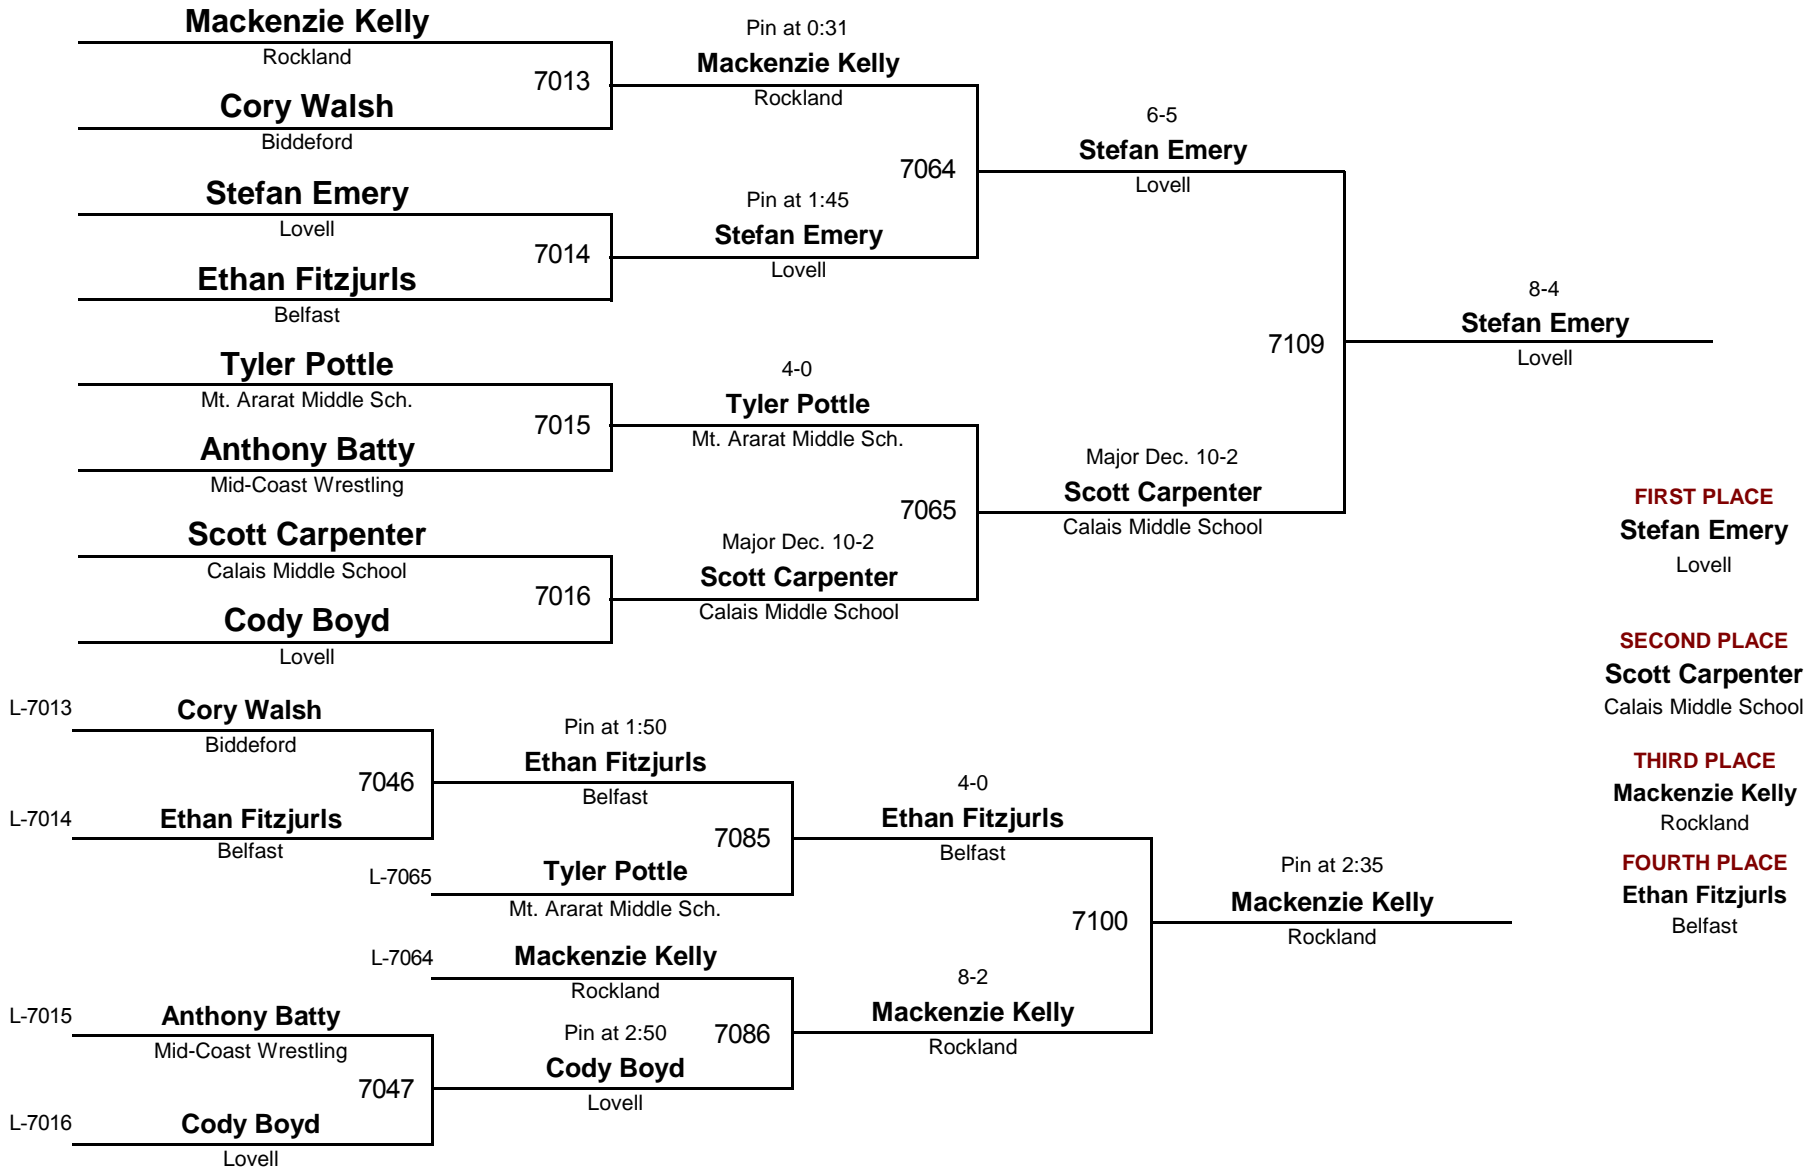 Mackenzie Kelly
Rockland
7013
Cory Walsh
Biddeford
Stefan Emery
Lovell
7014
Ethan Fitzjurls
Belfast
Tyler Pottle
Mt. Ararat Middle Sch.
7015
Anthony Batty
Mid-Coast Wrestling
Scott Carpenter
Calais Middle School
7016
Cody Boyd
Lovell
Pin at 0:31
Mackenzie Kelly
Rockland
7064
Pin at 1:45
Stefan Emery
Lovell
4-0
Tyler Pottle
Mt. Ararat Middle Sch.
7065
Major Dec. 10-2
Scott Carpenter
Calais Middle School
6-5
Stefan Emery
Lovell
7109
Major Dec. 10-2
Scott Carpenter
Calais Middle School
8-4
Stefan Emery
Lovell
FIRST PLACE
Stefan Emery
Lovell
SECOND PLACE
Scott Carpenter
Calais Middle School
THIRD PLACE
Mackenzie Kelly
Rockland
FOURTH PLACE
Ethan Fitzjurls
Belfast
L-7013
Cory Walsh
Biddeford
7046
L-7014
Ethan Fitzjurls
Belfast
L-7015
Anthony Batty
Mid-Coast Wrestling
7047
L-7016
Cody Boyd
Lovell
Pin at 1:50
Ethan Fitzjurls
Belfast
7085
L-7065
Tyler Pottle
Mt. Ararat Middle Sch.
L-7064
Mackenzie Kelly
Rockland
7086
Pin at 2:50
Cody Boyd
Lovell
4-0
Ethan Fitzjurls
Belfast
7100
8-2
Mackenzie Kelly
Rockland
Pin at 2:35
Mackenzie Kelly
Rockland